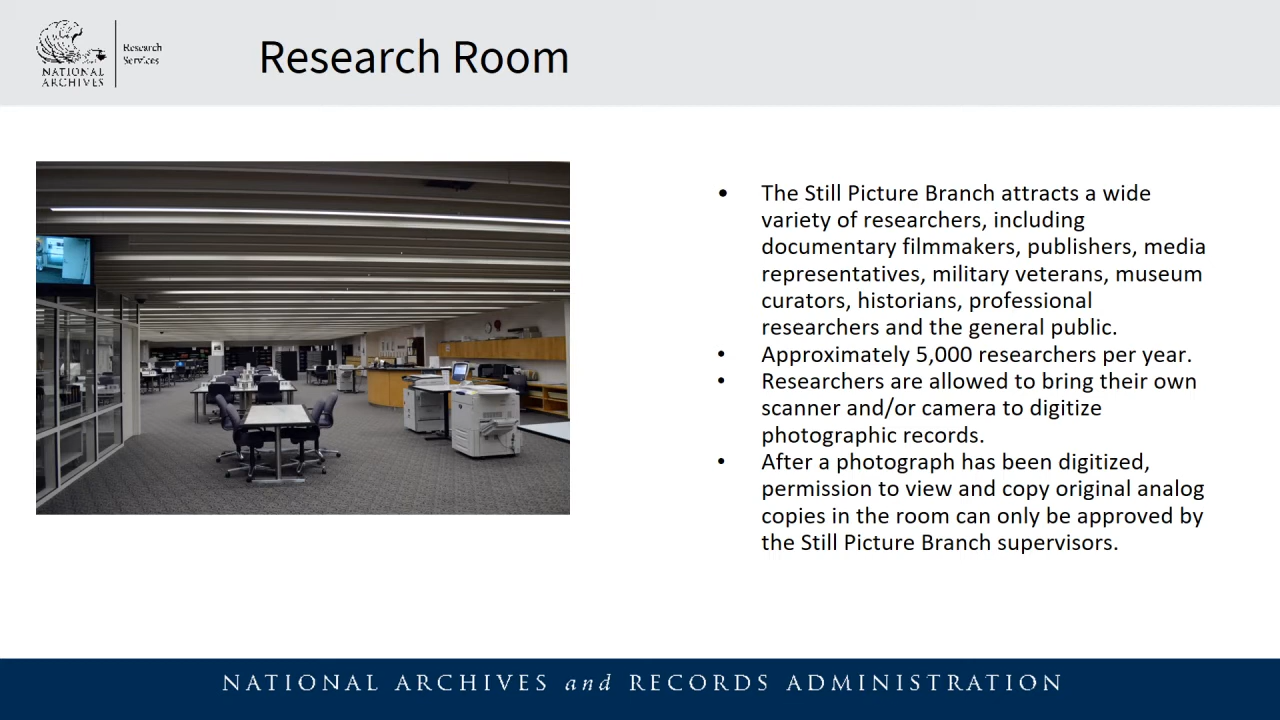 NATIONAL
ARCHIVES
Research
Services
Research Room
• The Still Picture Branch attracts a wide
variety of researchers, including
documentary filmmakers, publishers, media
representatives, military veterans, museum
curators, historians, professional
researchers and the general public.
• Approximately 5,000 researchers per year.
• Researchers are allowed to bring their own
scanner and/or camera to digitize
photographic records.
• After a photograph has been digitized,
permission to view and copy original analog
copies in the room can only be approved by
the Still Picture Branch supervisors.
NATIONAL ARCHIVES and RECORDS ADMINISTRATION